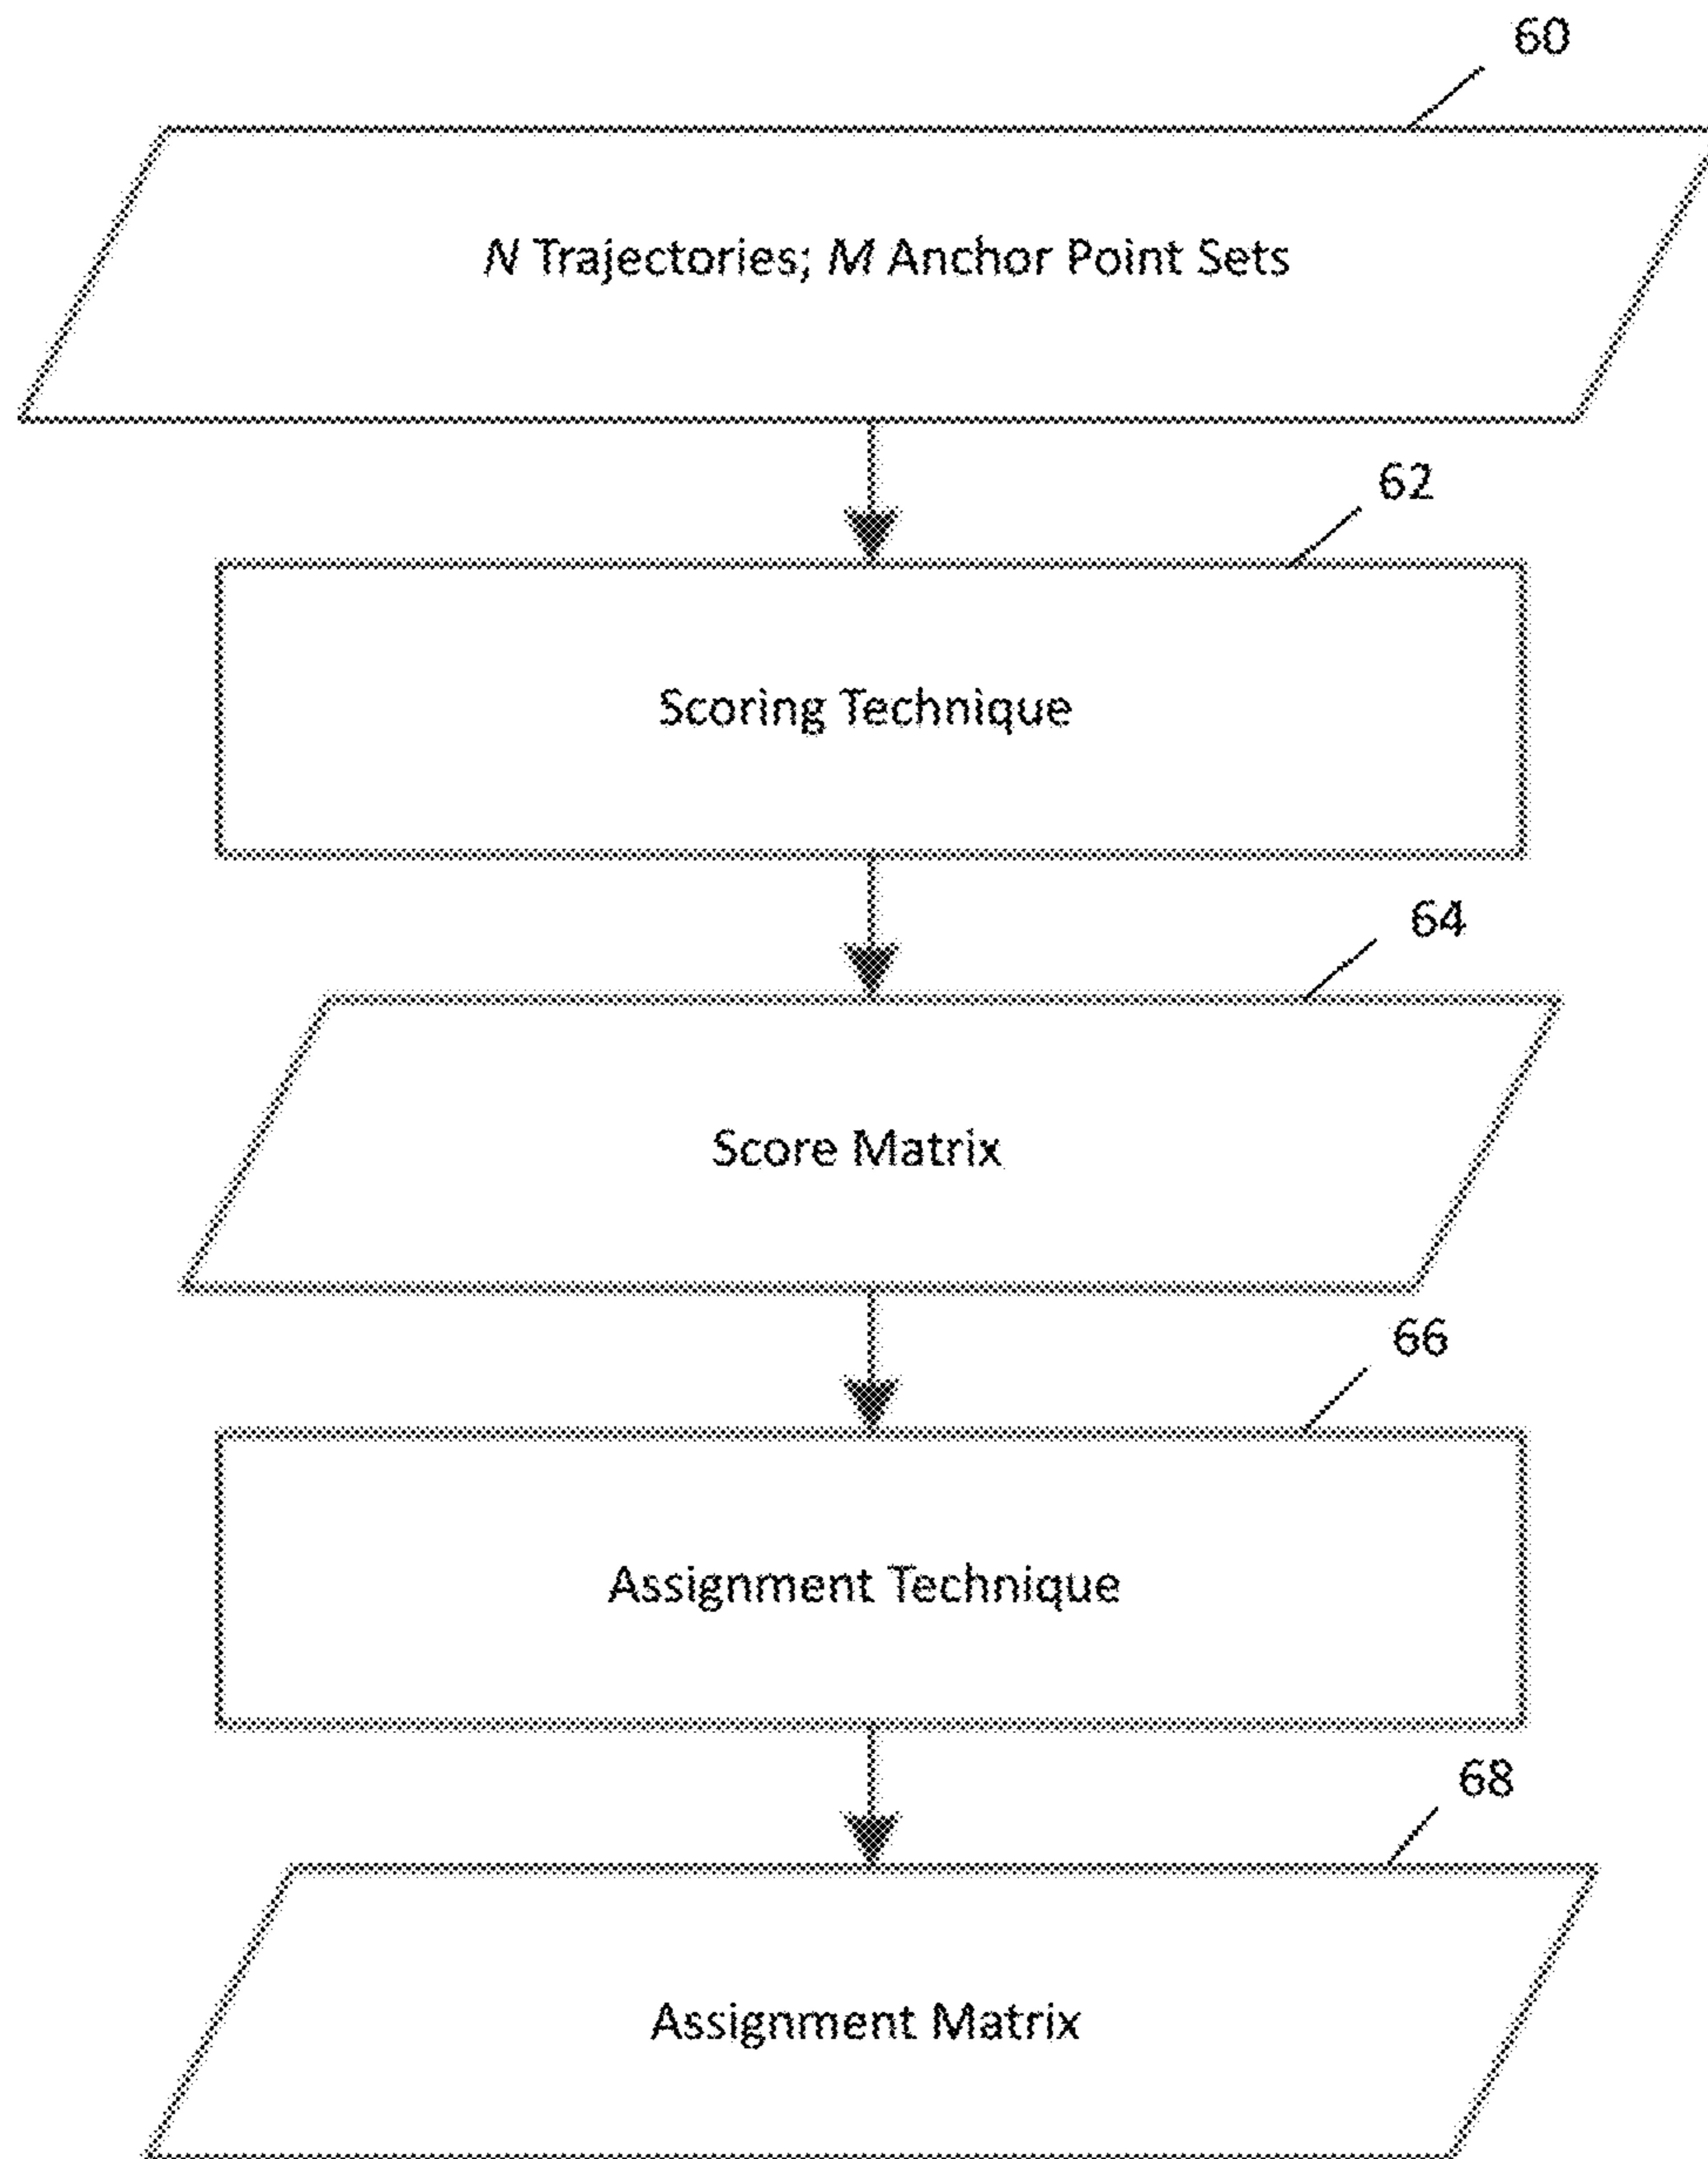 60
N Trajectories; M Anchor Point Sets
62
Scoring Technique
64
Score Matrix
66
Assignment Technique
68
Assignment Matrix